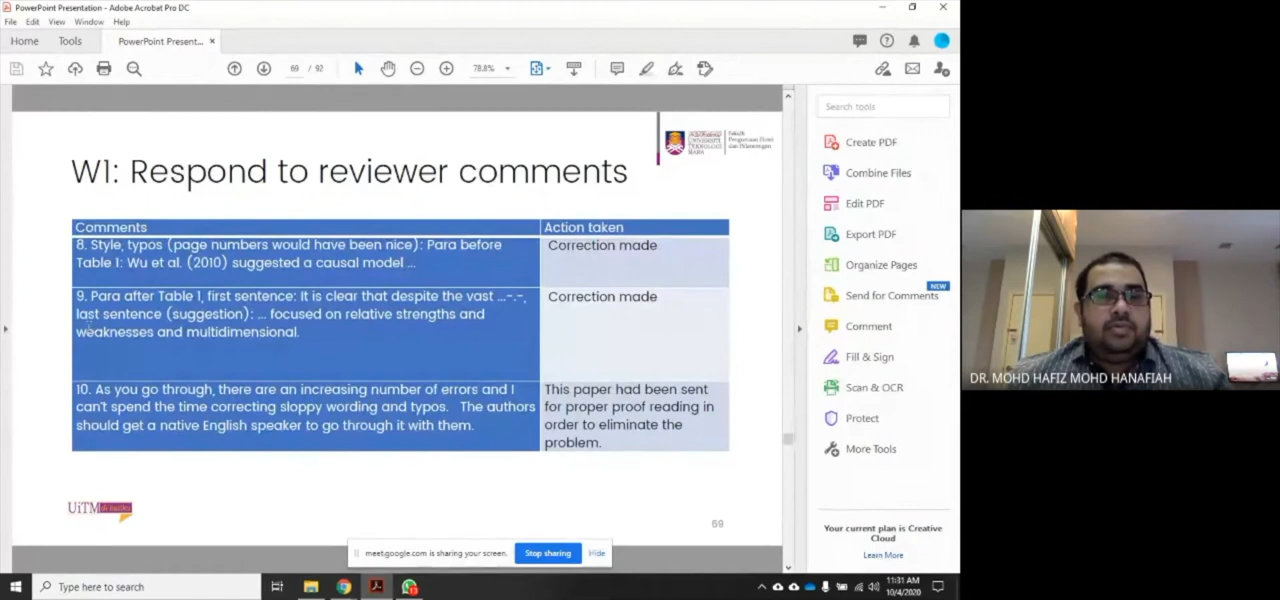 PowerPoint Presentation - Adobe Acrobat Pro DC
File Edit View Window Help
Home Tools PowerPoint Present... ×
69 / 92 78.8%
Search tools
Create PDF
Combine Files
Edit PDF
Export PDF
Organize Pages
NEW
Send for Comments
Comment
Fill & Sign
Scan & OCR
Protect
More Tools
Your current plan is Creative
Cloud
Learn More
UNIVERSITI
TEKNOLOGI
MARA
Fakulti
Pengurusan Hotel
dan Pelancongan
W1: Respond to reviewer comments
Comments Action taken
8. Style, typos (page numbers would have been nice): Para before
Table 1: Wu et al. (2010) suggested a causal model ...
Correction made
9. Para after Table 1, first sentence: It is clear that despite the vast ...-.-,
last sentence (suggestion): ... focused on relative strengths and
weaknesses and multidimensional.
Correction made
10. As you go through, there are an increasing number of errors and I
can't spend the time correcting sloppy wording and typos. The authors
should get a native English speaker to go through it with them.
This paper had been sent
for proper proof reading in
order to eliminate the
problem.
UiTM
69
meet.google.com is sharing your screen. Stop sharing Hide
Type here to search
11:31 AM
10/4/2020
DR. MOHD HAFIZ MOHD HANAFIAH